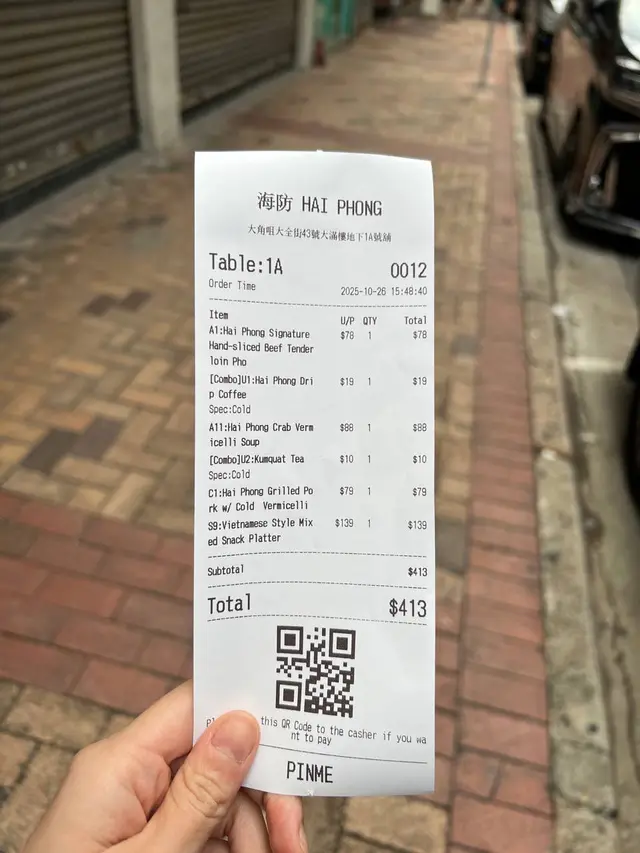 海防 HAI PHONG
大角咀大全街43號大滿樓地下1A號舖
Table:1A 0012
Order Time 2025-10-26 15:48:40
Item U/P QTY Total
A1:Hai Phong Signature $78 1 $78
Hand-sliced Beef Tender
loin Pho
[Combo]U1:Hai Phong Dri $19 1 $19
p Coffee
Spec:Cold
A11:Hai Phong Crab Verm $88 1 $88
icelli Soup
[Combo]U2:Kumquat Tea $10 1 $10
Spec:Cold
C1:Hai Phong Grilled Po $79 1 $79
rk w/ Cold Vermicelli
S9:Vietnamese Style Mix $139 1 $139
ed Snack Platter
Subtotal $413
Total $413
this QR Code to the casher if you wa
nt to pay
PINME